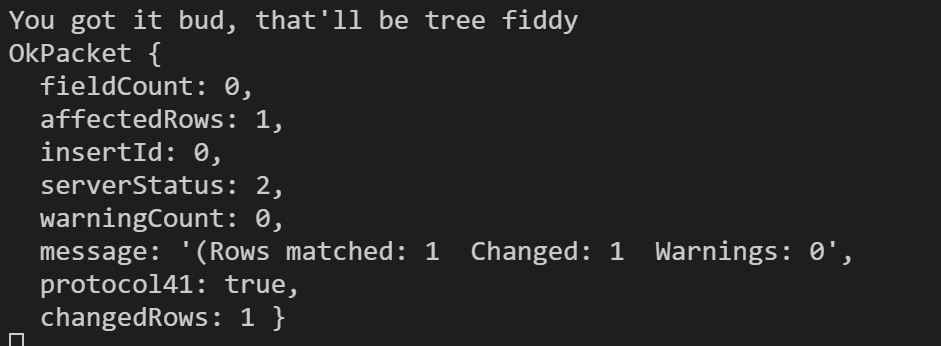 You got it bud, that'll be tree fiddy
OkPacket {
  fieldCount: 0,
  affectedRows: 1,
  insertId: 0,
  serverStatus: 2,
  warningCount: 0,
  message: '(Rows matched: 1  Changed: 1  Warnings: 0',
  protocol41: true,
  changedRows: 1 }